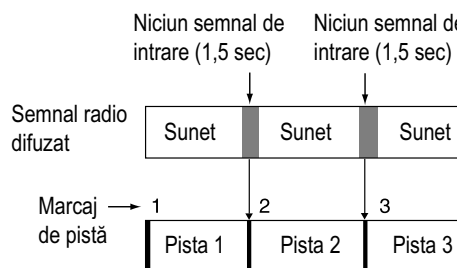 Niciun semnal de
intrare (1,5 sec)
Niciun semnal de
intrare (1,5 sec)
Semnal radio
difuzat
Sunet
Sunet
Sunet
Marcaj
de pistă
1
2
3
Pista 1
Pista 2
Pista 3